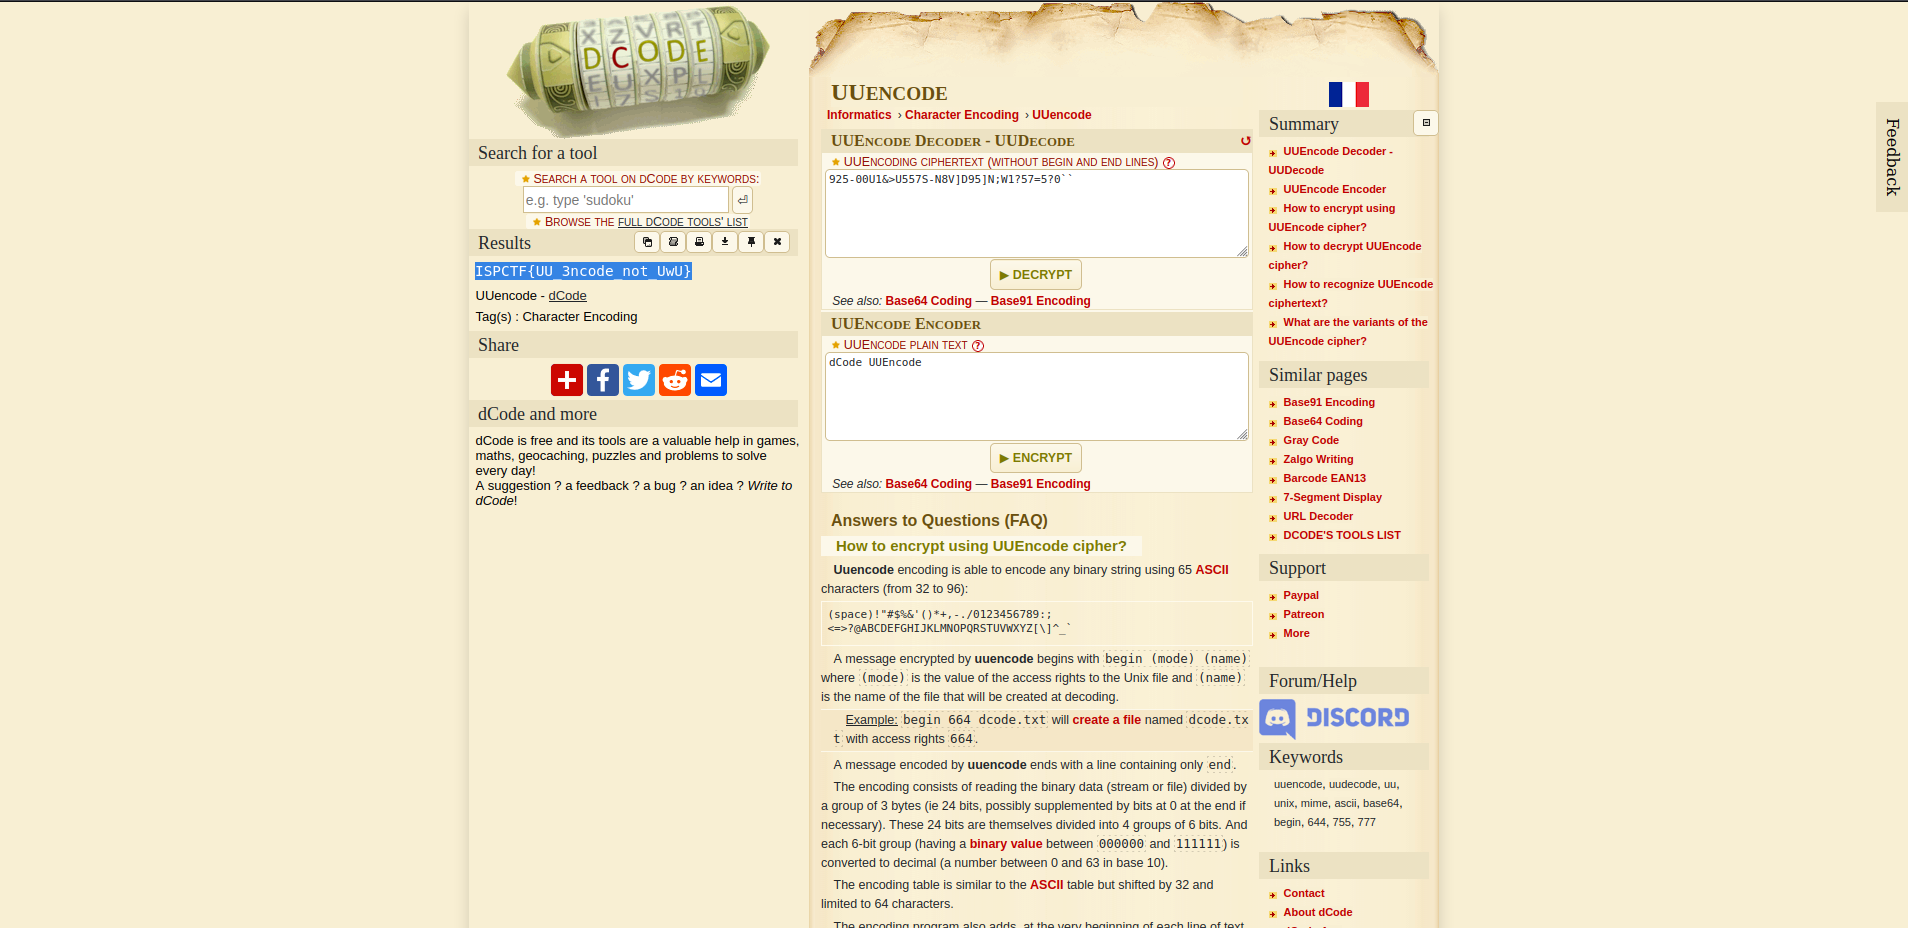 DCODE
Search for a tool
SEARCH A TOOL ON DCODE BY KEYWORDS:
e.g. type 'sudoku'
BROWSE THE FULL DCODE TOOLS' LIST
Results
ISPCTF{UU_3ncode_not_UwU}
UUencode - dCode
Tag(s) : Character Encoding
Share
dCode and more
dCode is free and its tools are a valuable help in games,
maths, geocaching, puzzles and problems to solve
every day!
A suggestion ? a feedback ? a bug ? an idea ? Write to
dCode!
UUENCODE
Informatics › Character Encoding › UUencode
UUENCODE DECODER - UUDECODE
UUENCODING CIPHERTEXT (WITHOUT BEGIN AND END LINES) ?
925-00U1&>U557S-N8V]D95]N;W1?57=5?0``
▶ DECRYPT
See also: Base64 Coding — Base91 Encoding
UUENCODE ENCODER
UUENCODE PLAIN TEXT ?
dCode UUEncode
▶ ENCRYPT
See also: Base64 Coding — Base91 Encoding
Answers to Questions (FAQ)
How to encrypt using UUEncode cipher?
Uuencode encoding is able to encode any binary string using 65 ASCII
characters (from 32 to 96):
(space)!"#$%&'()*+,-./0123456789:;
<=>?@ABCDEFGHIJKLMNOPQRSTUVWXYZ[\]^_`
A message encrypted by uuencode begins with begin (mode) (name)
where (mode) is the value of the access rights to the Unix file and (name)
is the name of the file that will be created at decoding.
Example: begin 664 dcode.txt will create a file named dcode.tx
t with access rights 664.
A message encoded by uuencode ends with a line containing only end.
The encoding consists of reading the binary data (stream or file) divided by
a group of 3 bytes (ie 24 bits, possibly supplemented by bits at 0 at the end if
necessary). These 24 bits are themselves divided into 4 groups of 6 bits. And
each 6-bit group (having a binary value between 000000 and 111111) is
converted to decimal (a number between 0 and 63 in base 10).
The encoding table is similar to the ASCII table but shifted by 32 and
limited to 64 characters.
The encoding program also adds, at the very beginning of each line of text,
Summary
UUEncode Decoder -
UUDecode
UUEncode Encoder
How to encrypt using
UUEncode cipher?
How to decrypt UUEncode
cipher?
How to recognize UUEncode
ciphertext?
What are the variants of the
UUEncode cipher?
Similar pages
Base91 Encoding
Base64 Coding
Gray Code
Zalgo Writing
Barcode EAN13
7-Segment Display
URL Decoder
DCODE'S TOOLS LIST
Support
Paypal
Patreon
More
Forum/Help
DISCORD
Keywords
uuencode, uudecode, uu,
unix, mime, ascii, base64,
begin, 644, 755, 777
Links
Contact
About dCode
Feedback